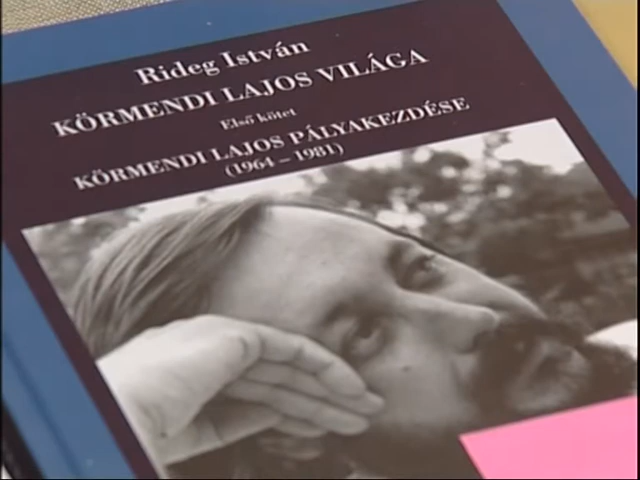 Rideg István
KÖRMENDI LAJOS VILÁGA
Első kötet
KÖRMENDI LAJOS PÁLYAKEZDÉSE
(1964 – 1981)